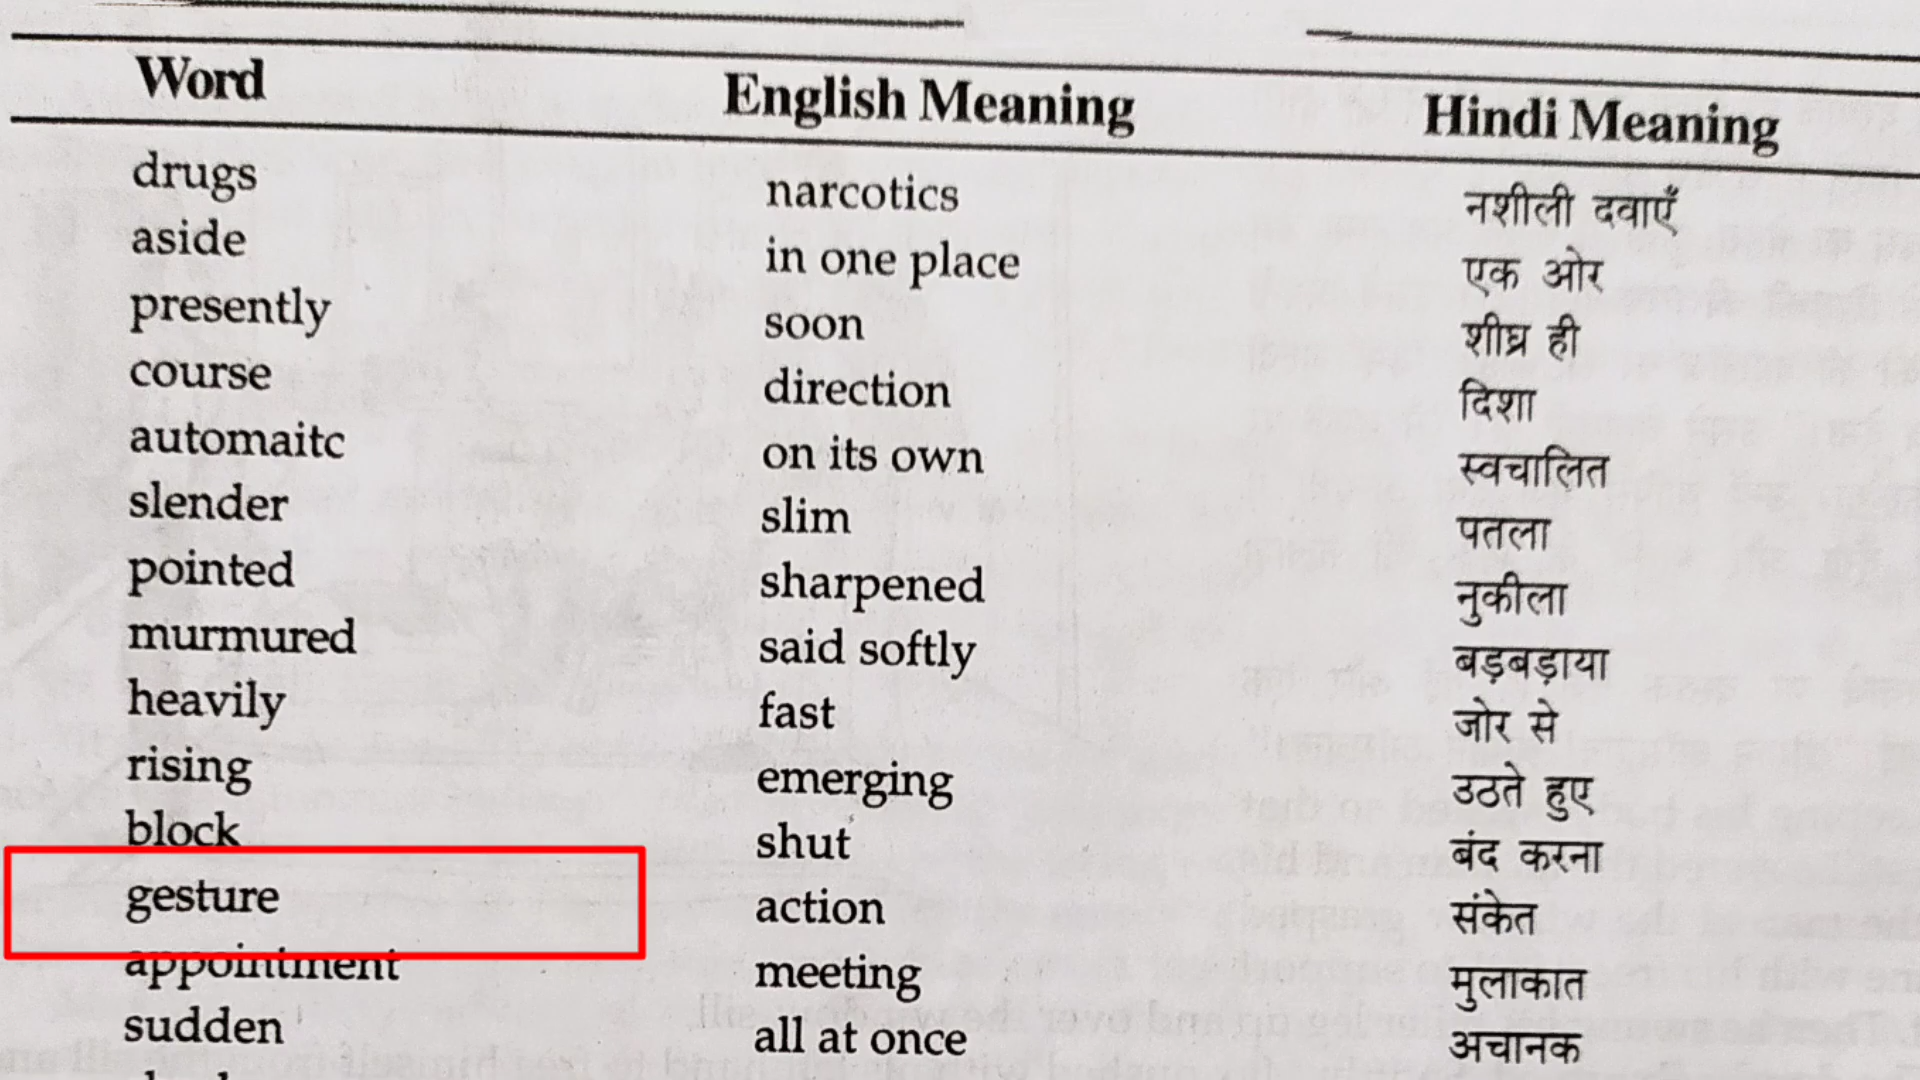 Word English Meaning Hindi Meaning
drugs narcotics नशीली दवाएँ
aside in one place एक ओर
presently soon शीघ्र ही
course direction दिशा
automaitc on its own स्वचालित
slender slim पतला
pointed sharpened नुकीला
murmured said softly बड़बड़ाया
heavily fast जोर से
rising emerging उठते हुए
block shut बंद करना
gesture action संकेत
appointment meeting मुलाकात
sudden all at once अचानक